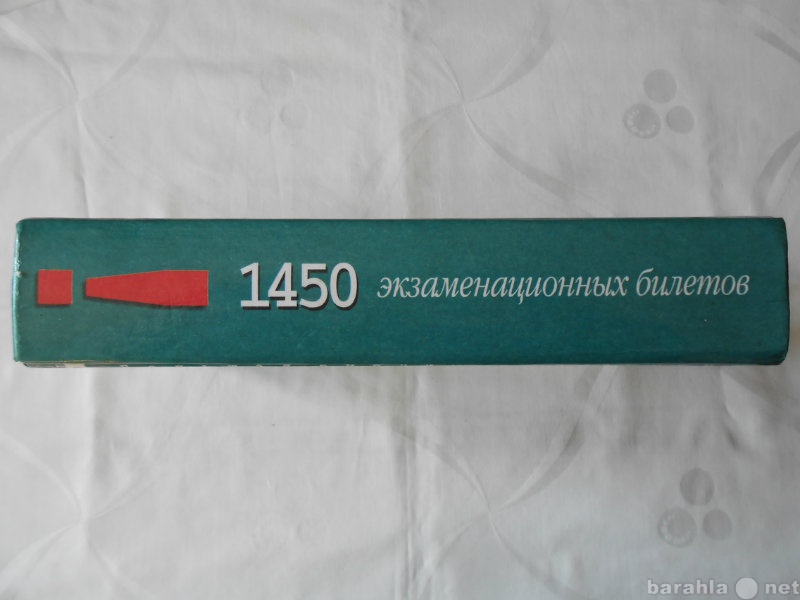 1450 экзаменационных билетов
barahla net